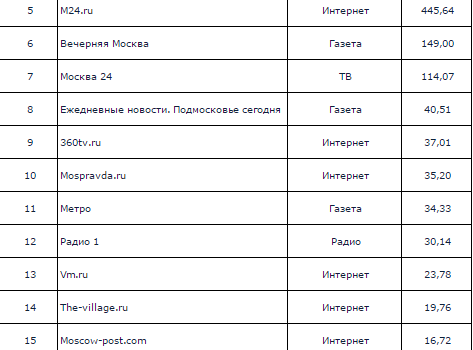 5 M24.ru Интернет 445,64
6 Вечерняя Москва Газета 149,00
7 Москва 24 ТВ 114,07
8 Ежедневные новости. Подмосковье сегодня Газета 40,51
9 360tv.ru Интернет 37,01
10 Mospravda.ru Интернет 35,20
11 Метро Газета 34,33
12 Радио 1 Радио 30,14
13 Vm.ru Интернет 23,78
14 The-village.ru Интернет 19,76
15 Moscow-post.com Интернет 16,72